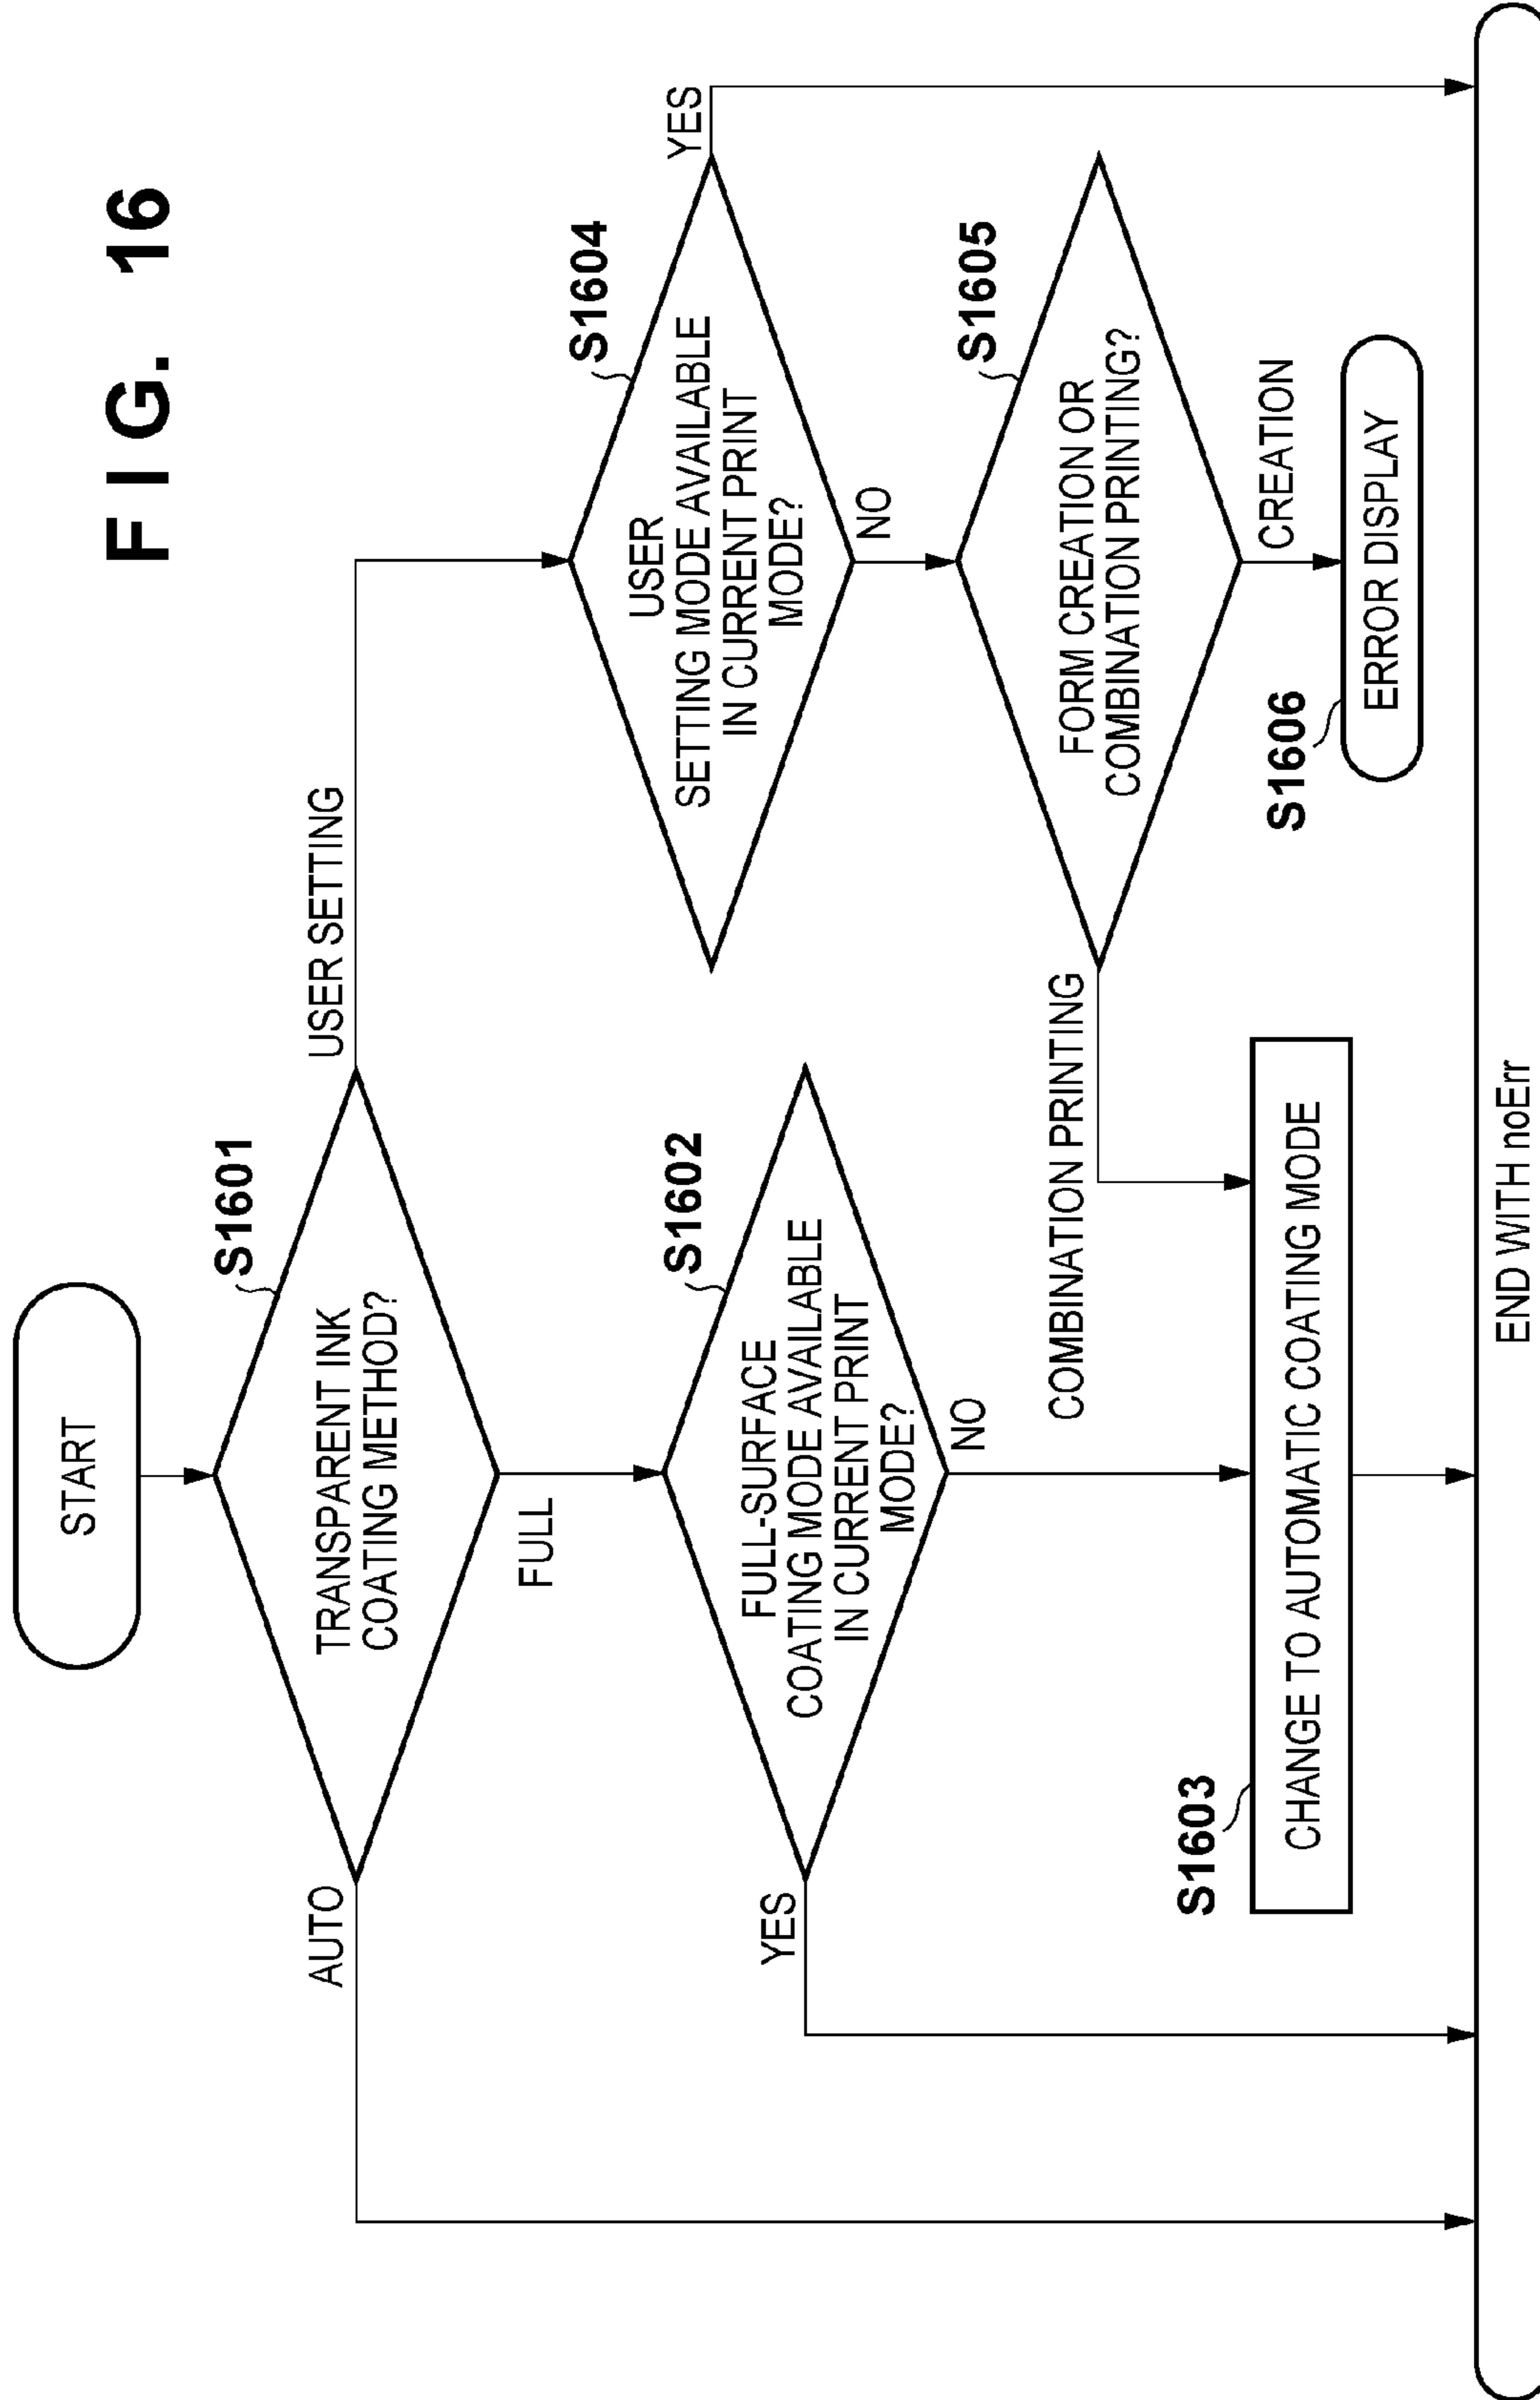 FIG. 16
START
S1601
TRANSPARENT INK
COATING METHOD?
AUTO
USER SETTING
FULL
S1602
FULL-SURFACE
COATING MODE AVAILABLE
IN CURRENT PRINT
MODE?
YES
NO
S1604
USER
SETTING MODE AVAILABLE
IN CURRENT PRINT
MODE?
YES
NO
S1605
FORM CREATION OR
COMBINATION PRINTING?
COMBINATION PRINTING
CREATION
S1603
CHANGE TO AUTOMATIC COATING MODE
S1606
ERROR DISPLAY
END WITH noErr